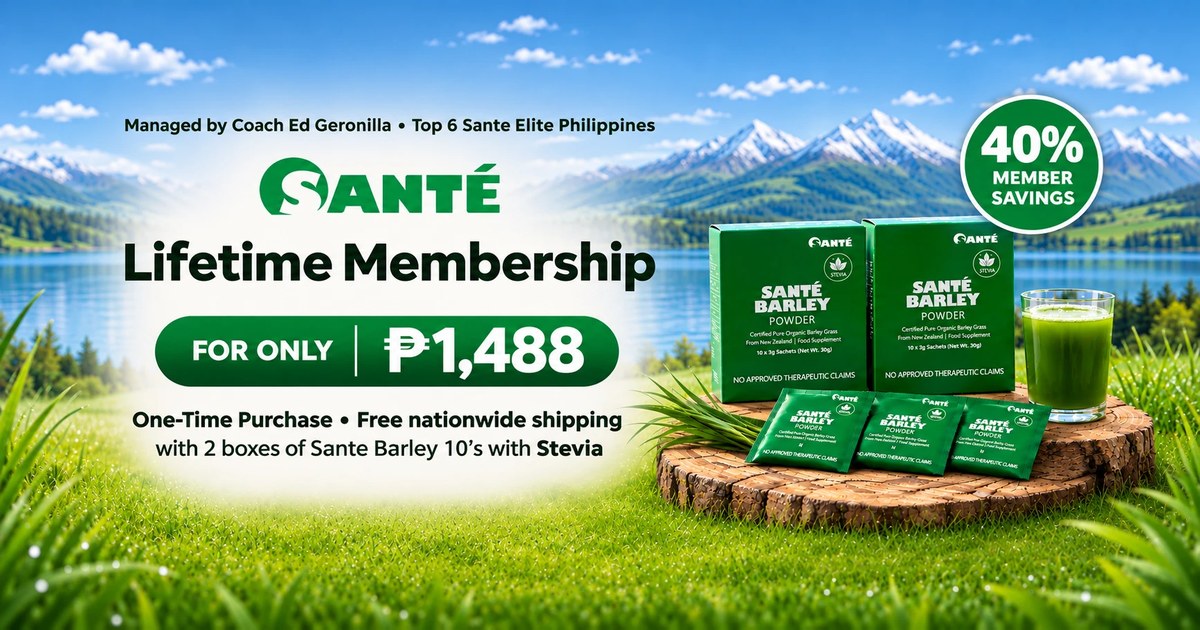 Managed by Coach Ed Geronilla • Top 6 Sante Elite Philippines
SANTÉ
Lifetime Membership
FOR ONLY
₱1,488
One-Time Purchase • Free nationwide shipping
with 2 boxes of Sante Barley 10's with Stevia
40%
MEMBER
SAVINGS
SANTÉ
STEVIA
SANTÉ
BARLEY
POWDER
Certified Pure Organic Barley Grass
From New Zealand | Food Supplement
10 x 3g Sachets (Net Wt. 30g)
NO APPROVED THERAPEUTIC CLAIMS
SANTÉ
STEVIA
SANTÉ
BARLEY
POWDER
Certified Pure Organic Barley Grass
From New Zealand | Food Supplement
10 x 3g Sachets (Net Wt. 30g)
NO APPROVED THERAPEUTIC CLAIMS
SANTÉ
SANTÉ
BARLEY
POWDER
NO APPROVED THERAPEUTIC CLAIMS
SANTÉ
SANTÉ
BARLEY
POWDER
NO APPROVED THERAPEUTIC CLAIMS
SANTÉ
SANTÉ
BARLEY
POWDER
NO APPROVED THERAPEUTIC CLAIMS